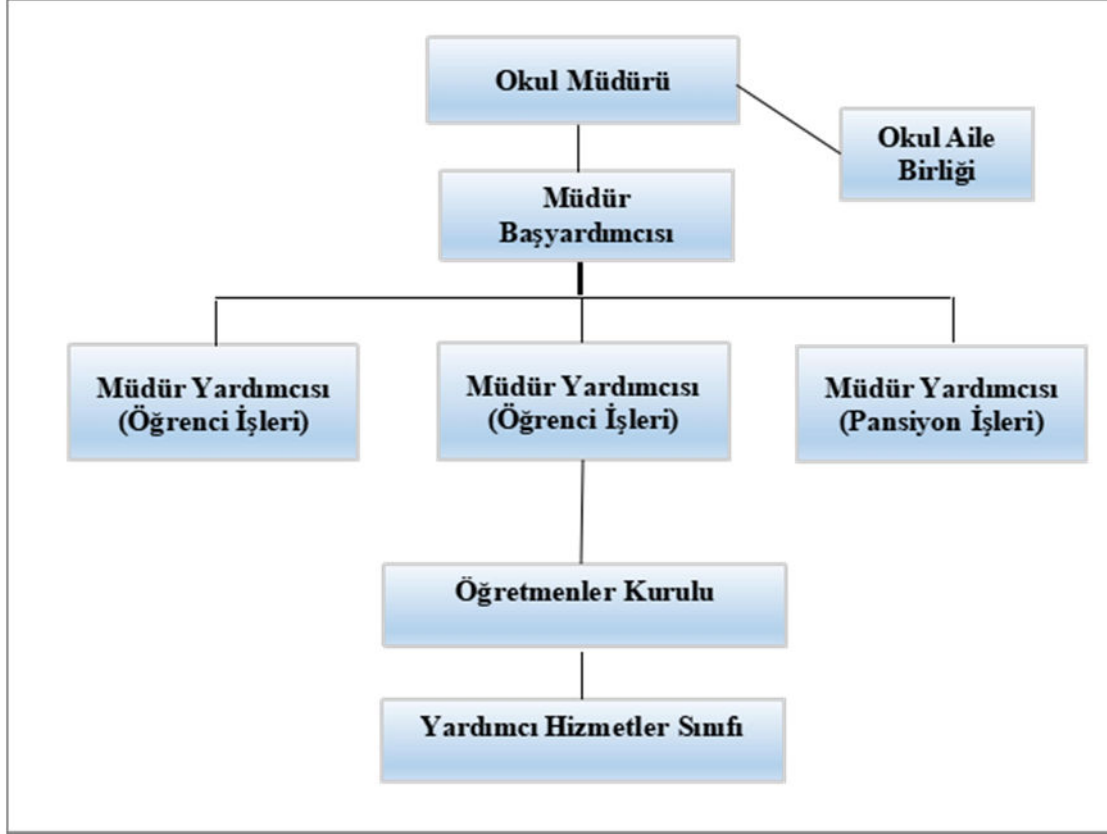 Okul Müdürü
Okul Aile
Birliği
Müdür
Başyardımcısı
Müdür Yardımcısı
(Öğrenci İşleri)
Müdür Yardımcısı
(Öğrenci İşleri)
Müdür Yardımcısı
(Pansiyon İşleri)
Öğretmenler Kurulu
Yardımcı Hizmetler Sınıfı